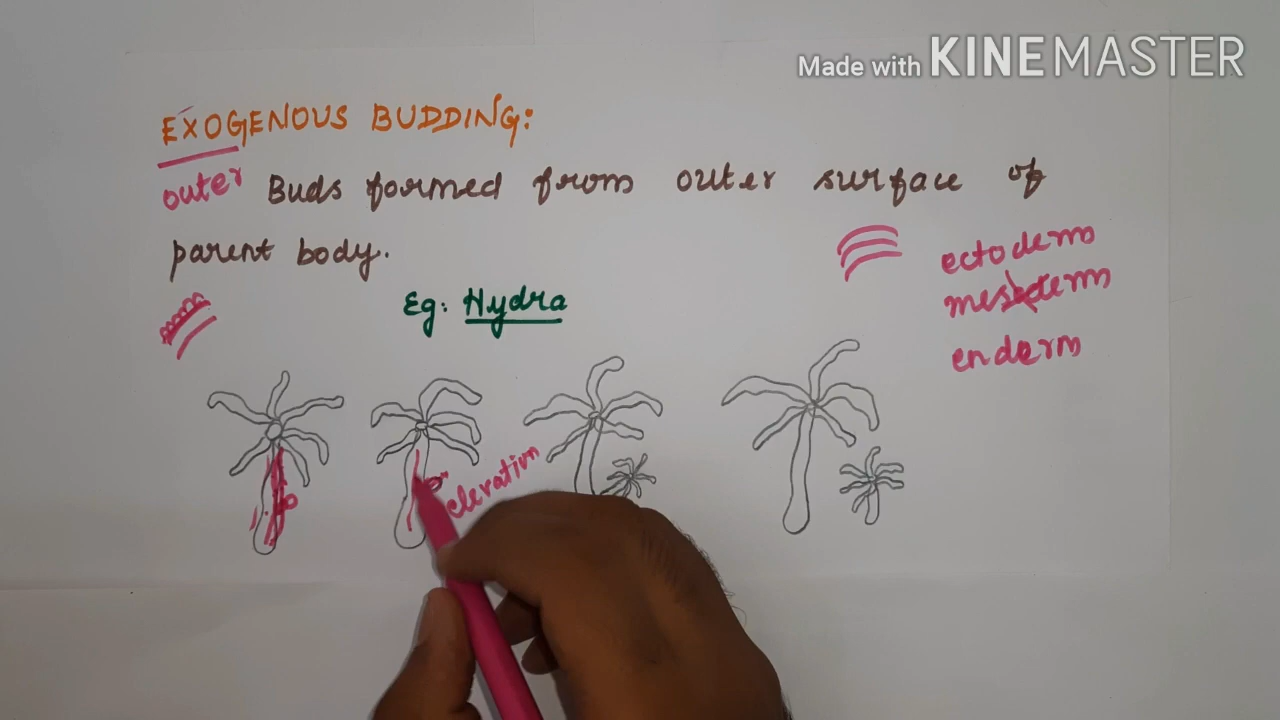 Made with KINEMASTER
EXOGENOUS BUDDING:
outer Buds formed from outer surface of
parent body.
ectoderm
mesoderm
enderm
Eg: Hydra
eleration